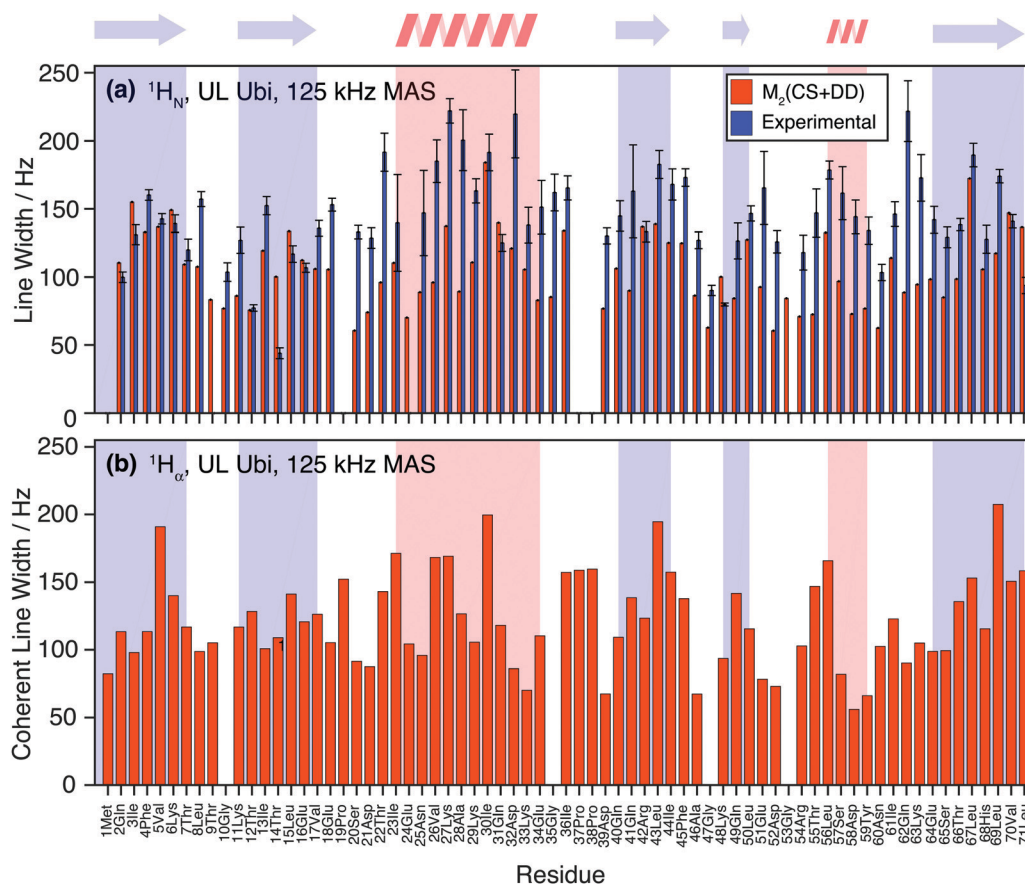 (a) ¹H_N, UL Ubi, 125 kHz MAS
M₂(CS+DD)
Experimental
Line Width / Hz
250
200
150
100
50
0
(b) ¹H_α, UL Ubi, 125 kHz MAS
Coherent Line Width / Hz
250
200
150
100
50
0
1Met
2Gln
3Ile
4Phe
5Val
6Lys
7Thr
8Leu
9Thr
10Gly
11Lys
12Thr
13Ile
14Thr
15Leu
16Glu
17Val
18Glu
19Pro
20Ser
21Asp
22Thr
23Ile
24Glu
25Asn
26Val
27Lys
28Ala
29Lys
30Ile
31Gln
32Asp
33Lys
34Glu
35Gly
36Ile
37Pro
38Pro
39Asp
40Gln
41Gln
42Arg
43Leu
44Ile
45Phe
46Ala
47Gly
48Lys
49Gln
50Leu
51Glu
52Asp
53Gly
54Arg
55Thr
56Leu
57Ser
58Asp
59Tyr
60Asn
61Ile
62Gln
63Lys
64Glu
65Ser
66Thr
67Leu
68His
69Leu
70Val
71Leu
Residue